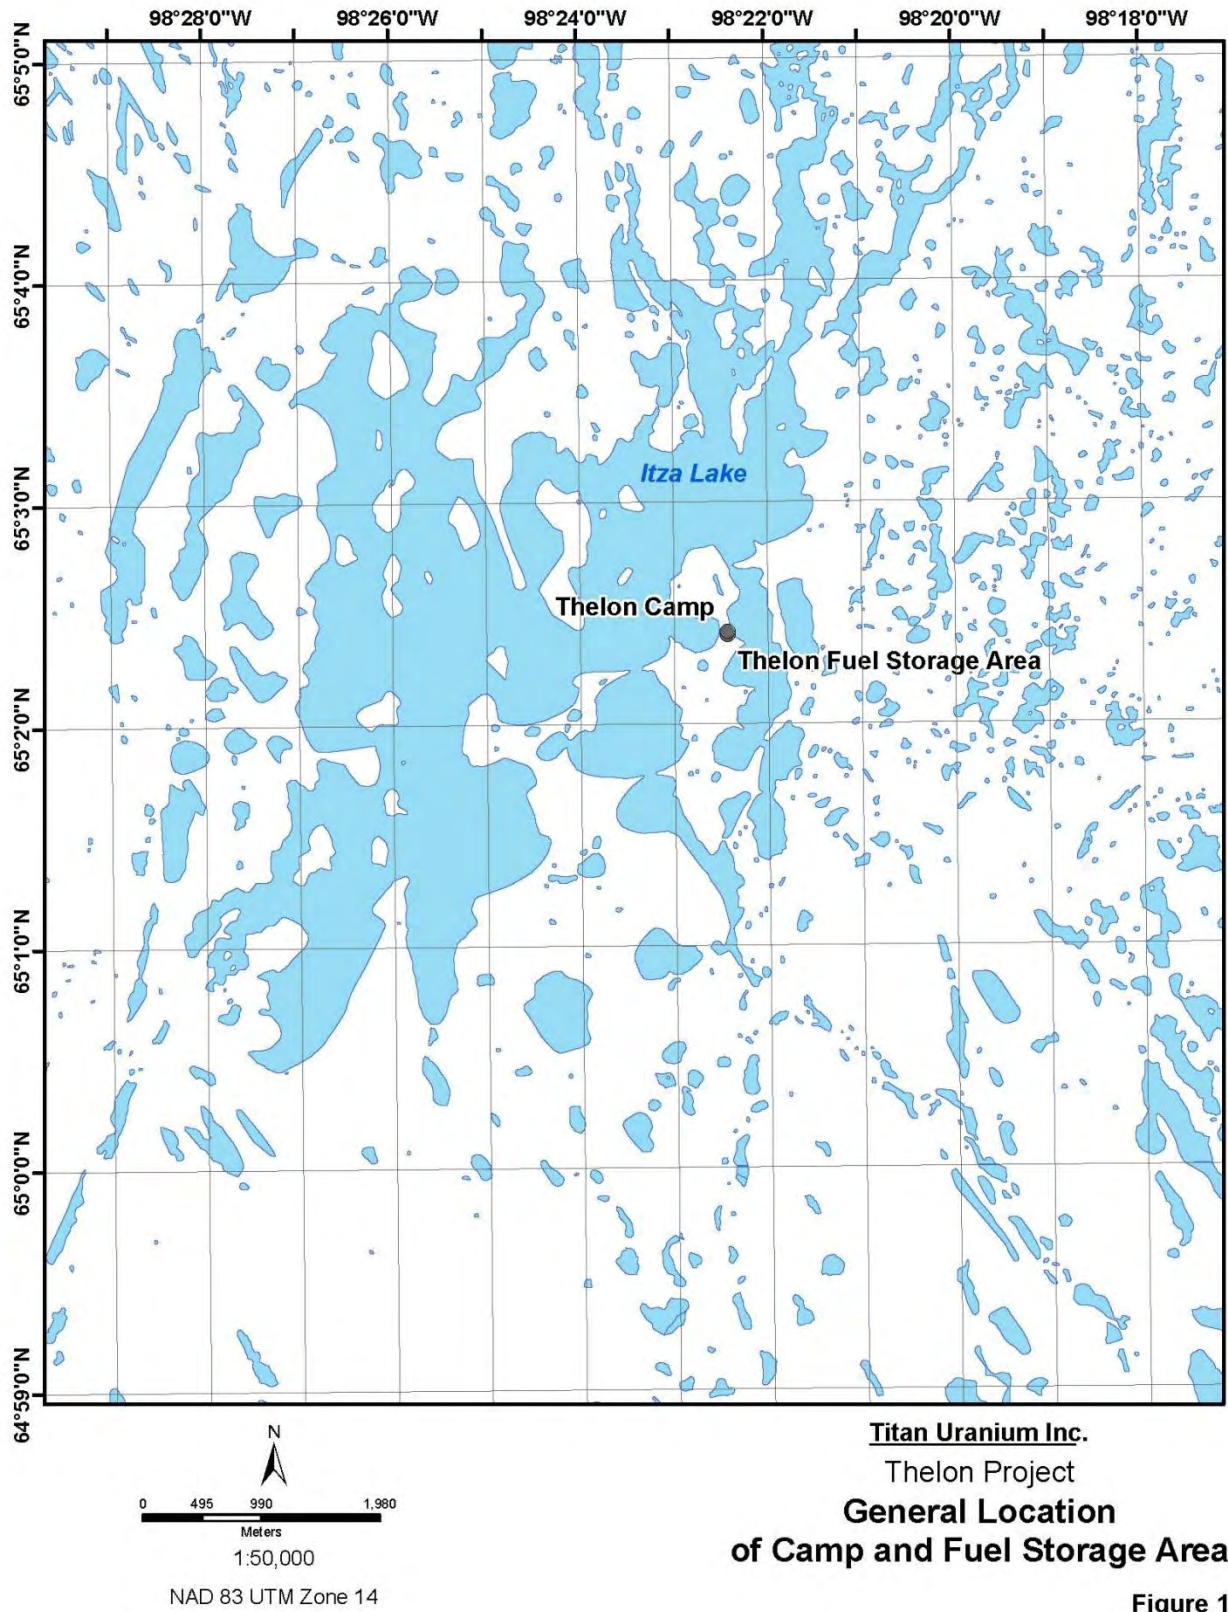 98°28'0"W 98°26'0"W 98°24'0"W 98°22'0"W 98°20'0"W 98°18'0"W
65°5'0"N
65°4'0"N
65°3'0"N
65°2'0"N
65°1'0"N
65°0'0"N
64°59'0"N
Itza Lake
Thelon Camp
Thelon Fuel Storage Area
N
0 495 990 1,980
Meters
1:50,000
NAD 83 UTM Zone 14
Titan Uranium Inc.
Thelon Project
General Location
of Camp and Fuel Storage Area
Figure 1